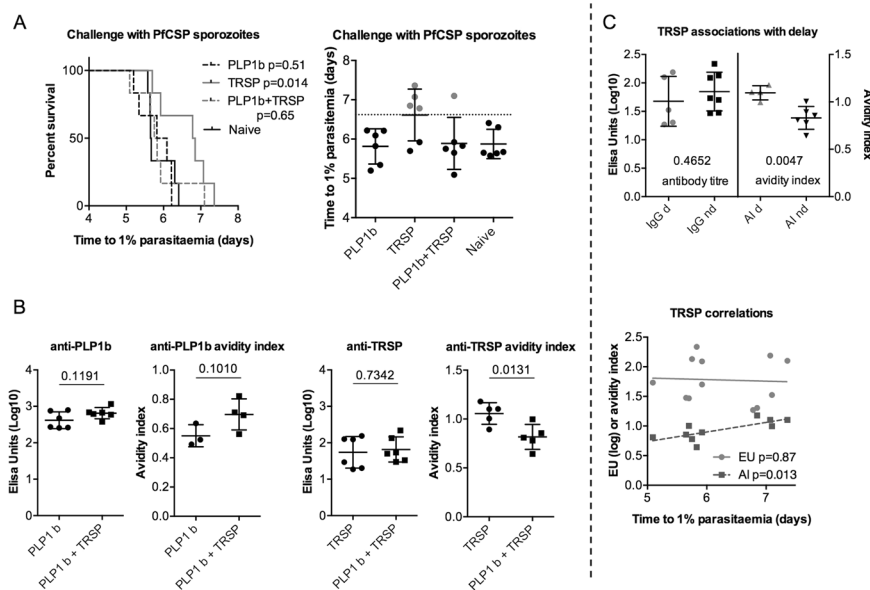 A
Challenge with PfCSP sporozoites
Percent survival
100
50
0
4 5 6 7 8
Time to 1% parasitaemia (days)
PLP1b p=0.51
TRSP p=0.014
PLP1b+TRSP
p=0.65
Naive
Challenge with PfCSP sporozoites
Time to 1% parasitemia (days)
8
7
6
5
4
PLP1b
TRSP
PLP1b+TRSP
Naive
B
anti-PLP1b
0.1191
Elisa Units (Log10)
4
3
2
1
0
PLP1 b
PLP1 b + TRSP
anti-PLP1b avidity index
0.1010
Avidity index
1.0
0.8
0.6
0.4
0.2
0.0
PLP1 b
PLP1 b + TRSP
anti-TRSP
0.7342
Elisa Units (Log10)
4
3
2
1
0
TRSP
PLP1 b + TRSP
anti-TRSP avidity index
0.0131
Avidity index
1.5
1.0
0.5
0.0
TRSP
PLP1 b + TRSP
C
TRSP associations with delay
Elisa Units (Log10)
2.5
2.0
1.5
1.0
0.5
0.0
0.4652
antibody titre
0.0047
avidity index
1.5
1.0
0.5
0.0
Avidity index
IgG d
IgG nd
AI d
AI nd
TRSP correlations
EU (log) or avidity index
2.5
2.0
1.5
1.0
0.5
0.0
EU p=0.87
AI p=0.013
5 6 7
Time to 1% parasitaemia (days)